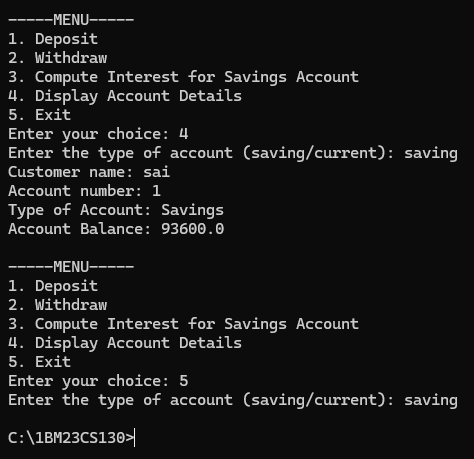 -----MENU-----
1. Deposit
2. Withdraw
3. Compute Interest for Savings Account
4. Display Account Details
5. Exit
Enter your choice: 4
Enter the type of account (saving/current): saving
Customer name: sai
Account number: 1
Type of Account: Savings
Account Balance: 93600.0
-----MENU-----
1. Deposit
2. Withdraw
3. Compute Interest for Savings Account
4. Display Account Details
5. Exit
Enter your choice: 5
Enter the type of account (saving/current): saving
C:\1BM23CS130>